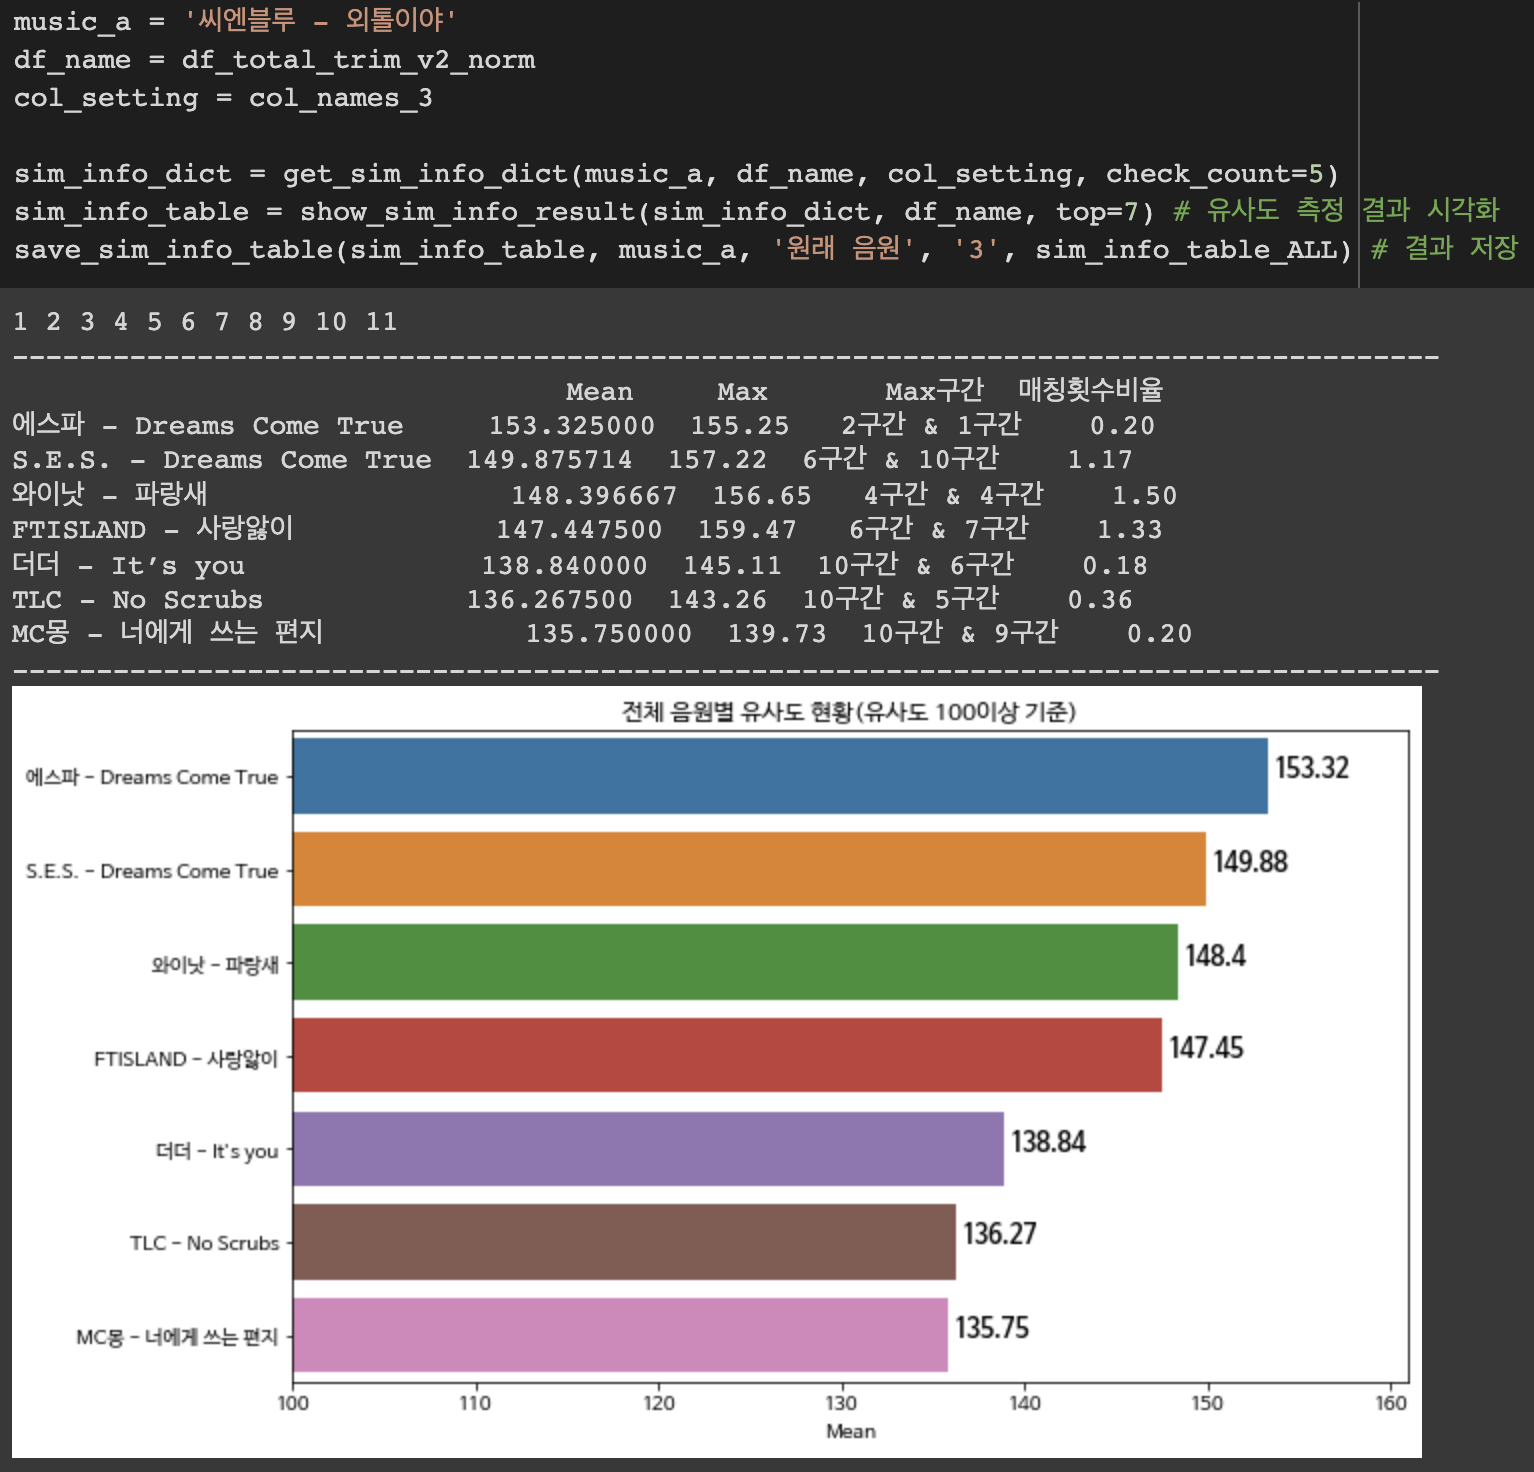 music_a = '씨엔블루 – 외톨이야'
df_name = df_total_trim_v2_norm
col_setting = col_names_3
sim_info_dict = get_sim_info_dict(music_a, df_name, col_setting, check_count=5)
sim_info_table = show_sim_info_result(sim_info_dict, df_name, top=7) # 유사도 측정 결과 시각화
save_sim_info_table(sim_info_table, music_a, '원래 음원', '3', sim_info_table_ALL) # 결과 저장
1 2 3 4 5 6 7 8 9 10 11
-------------------------------------------------------------------------------------
Mean Max Max구간 매칭횟수비율
에스파 – Dreams Come True 153.325000 155.25 2구간 & 1구간 0.20
S.E.S. – Dreams Come True 149.875714 157.22 6구간 & 10구간 1.17
와이낫 – 파랑새 148.396667 156.65 4구간 & 4구간 1.50
FTISLAND – 사랑앓이 147.447500 159.47 6구간 & 7구간 1.33
더더 – It’s you 138.840000 145.11 10구간 & 6구간 0.18
TLC – No Scrubs 136.267500 143.26 10구간 & 5구간 0.36
MC몽 – 너에게 쓰는 편지 135.750000 139.73 10구간 & 9구간 0.20
-------------------------------------------------------------------------------------
전체 음원별 유사도 현황(유사도 100이상 기준)
에스파 – Dreams Come True 153.32
S.E.S. – Dreams Come True 149.88
와이낫 – 파랑새 148.4
FTISLAND – 사랑앓이 147.45
더더 – It's you 138.84
TLC – No Scrubs 136.27
MC몽 – 너에게 쓰는 편지 135.75
100 110 120 130 140 150 160
Mean